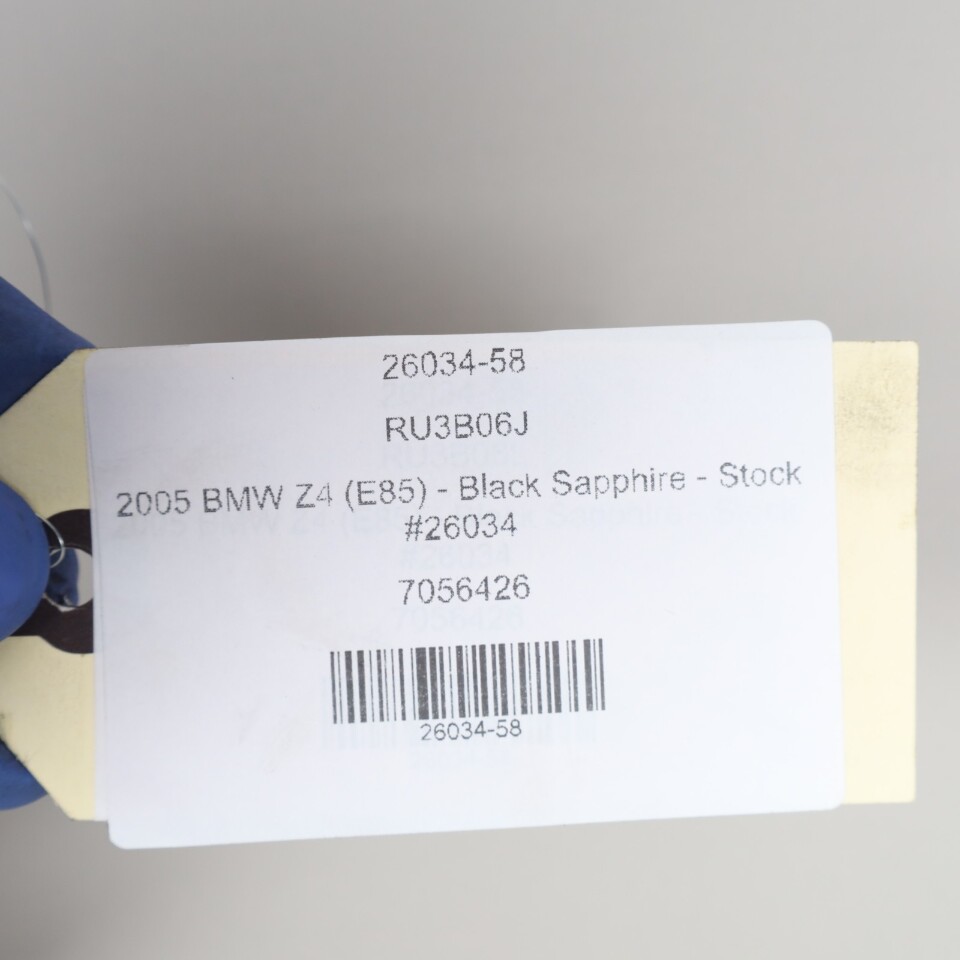 26034-58
RU3B06J
2005 BMW Z4 (E85) - Black Sapphire - Stock
#26034
7056426
26034-58